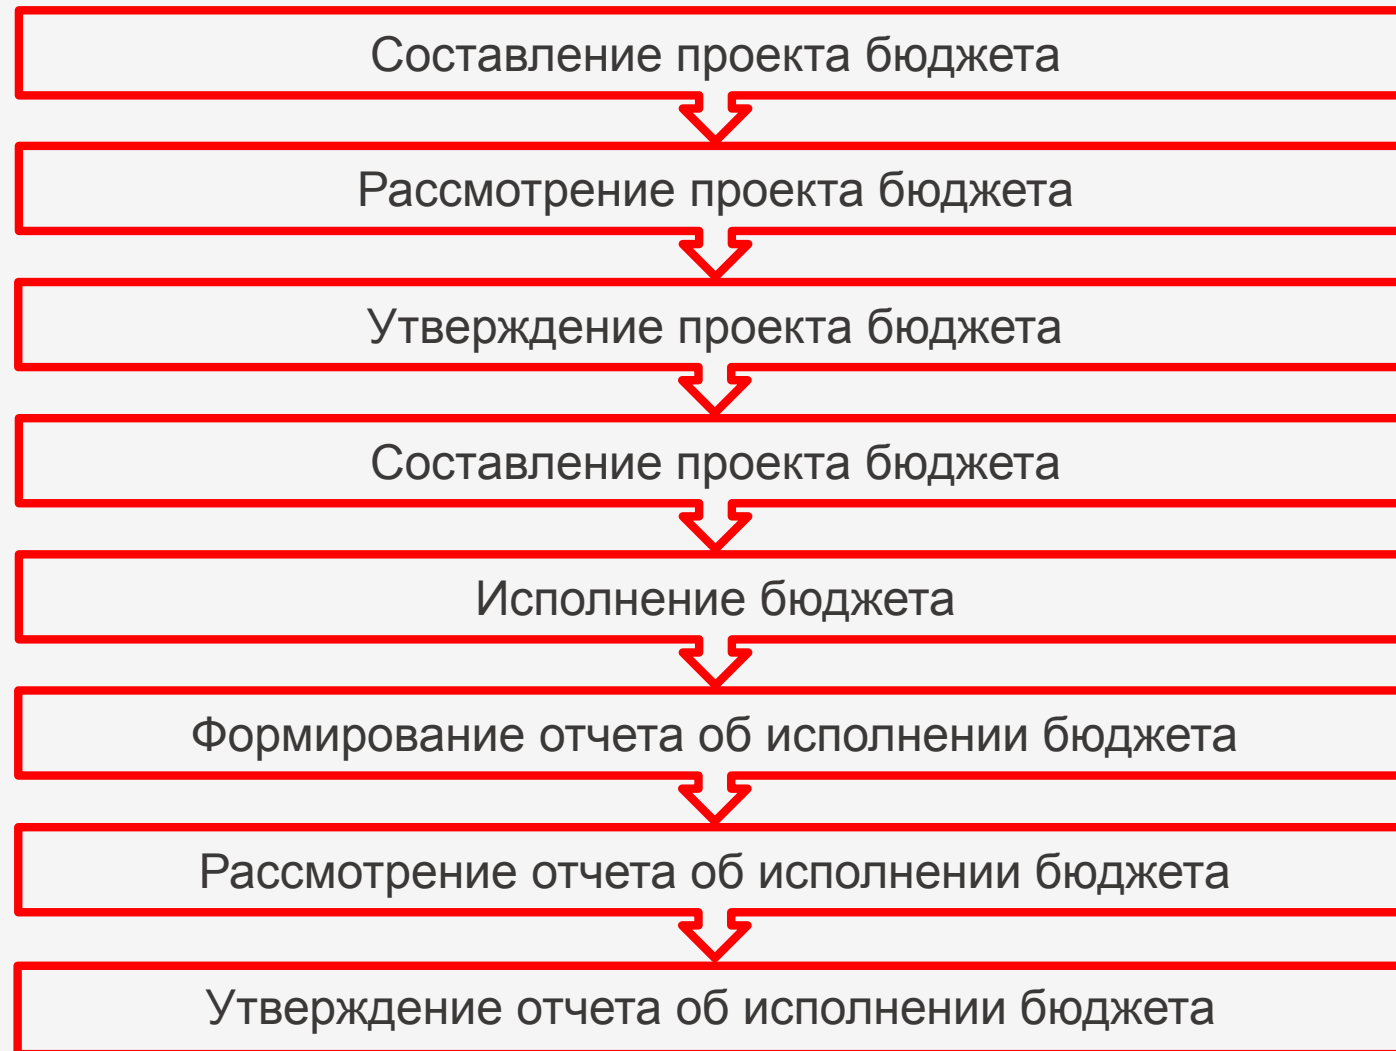 Составление проекта бюджета
Рассмотрение проекта бюджета
Утверждение проекта бюджета
Составление проекта бюджета
Исполнение бюджета
Формирование отчета об исполнении бюджета
Рассмотрение отчета об исполнении бюджета
Утверждение отчета об исполнении бюджета